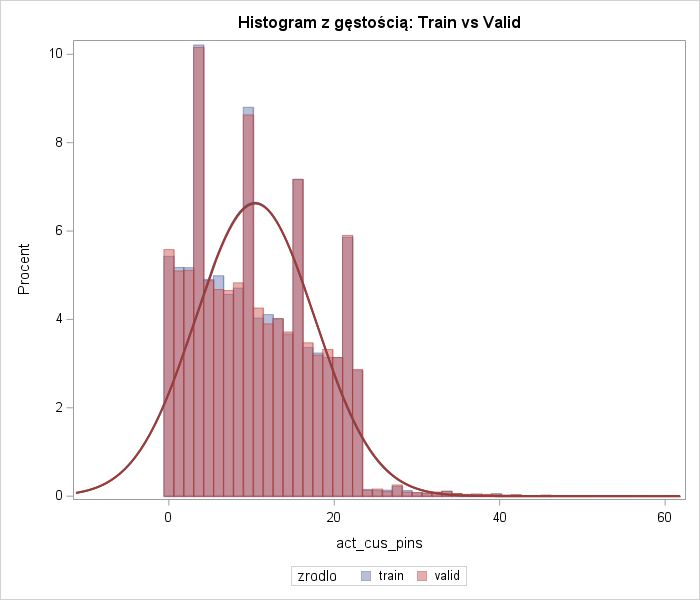 Histogram z gęstością: Train vs Valid
Procent
10
8
6
4
2
0
0 20 40 60
act_cus_pins
zrodlo train valid